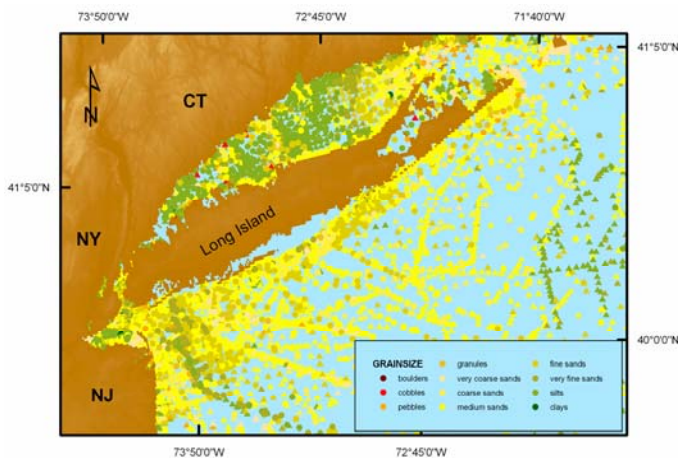 73°50'0"W 72°45'0"W 71°40'0"W
41°5'0"N
CT
N
41°5'0"N
Long Island
NY
40°0'0"N
GRAINSIZE
boulders
cobbles
pebbles
granules
very coarse sands
coarse sands
medium sands
fine sands
very fine sands
silts
clays
NJ
73°50'0"W 72°45'0"W